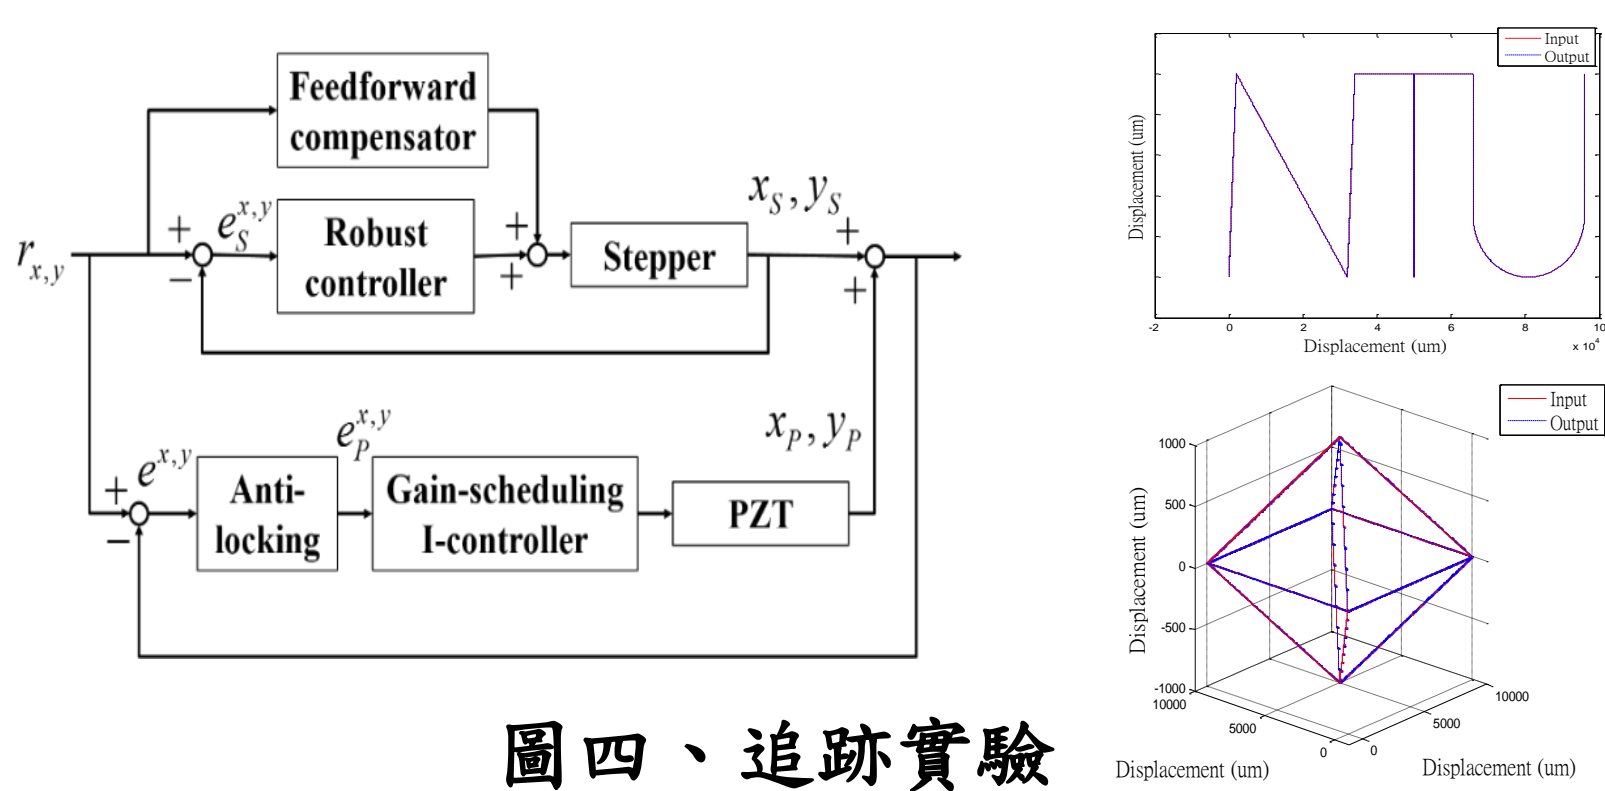 Feedforward
compensator
r_{x,y}
+
−
e_S^{x,y}
Robust
controller
+
+
Stepper
x_S, y_S
+
+
+
−
e^{x,y}
Anti-
locking
e_P^{x,y}
Gain-scheduling
I-controller
PZT
x_P, y_P
Input
Output
Displacement (um)
-2 0 2 4 6 8 10
Displacement (um)
x 10^4
Input
Output
1000
500
0
-500
-1000
Displacement (um)
10000
5000
0
0
5000
10000
Displacement (um)
Displacement (um)
圖四、追跡實驗